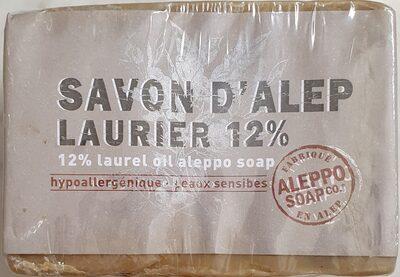 SAVON D'ALEP
LAURIER 12%
12% laurel oil aleppo soap
hypoallergénique - peaux sensibles
FABRIQUÉ
ALEPPO
SOAP CO.
EN ALEP